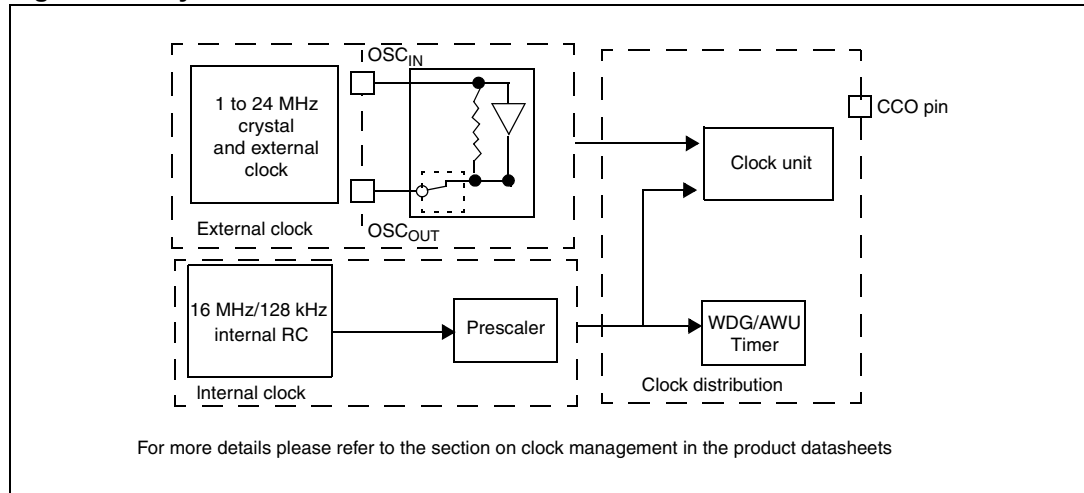 OSCIN
1 to 24 MHz
crystal
and external
clock
External clock
OSCOUT
CCO pin
Clock unit
16 MHz/128 kHz
internal RC
Prescaler
Internal clock
WDG/AWU
Timer
Clock distribution
For more details please refer to the section on clock management in the product datasheets